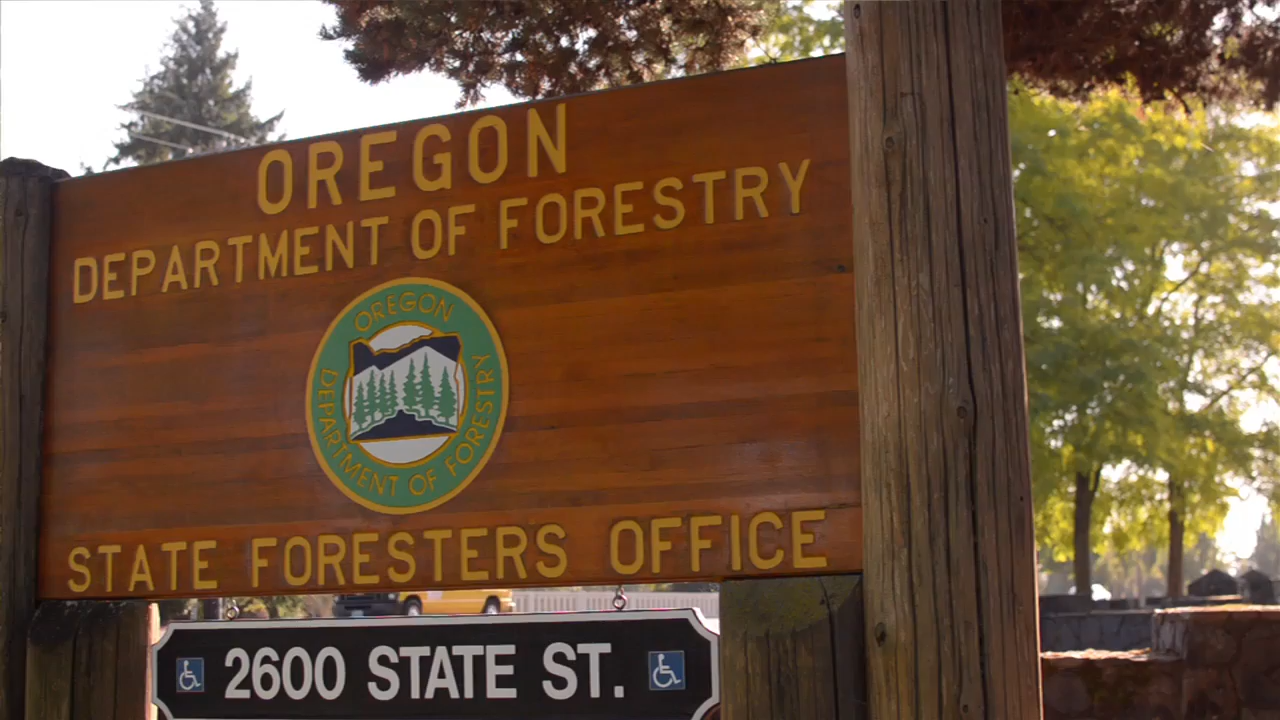 OREGON
DEPARTMENT OF FORESTRY
OREGON
DEPARTMENT OF FORESTRY
STATE FORESTERS OFFICE
2600 STATE ST.